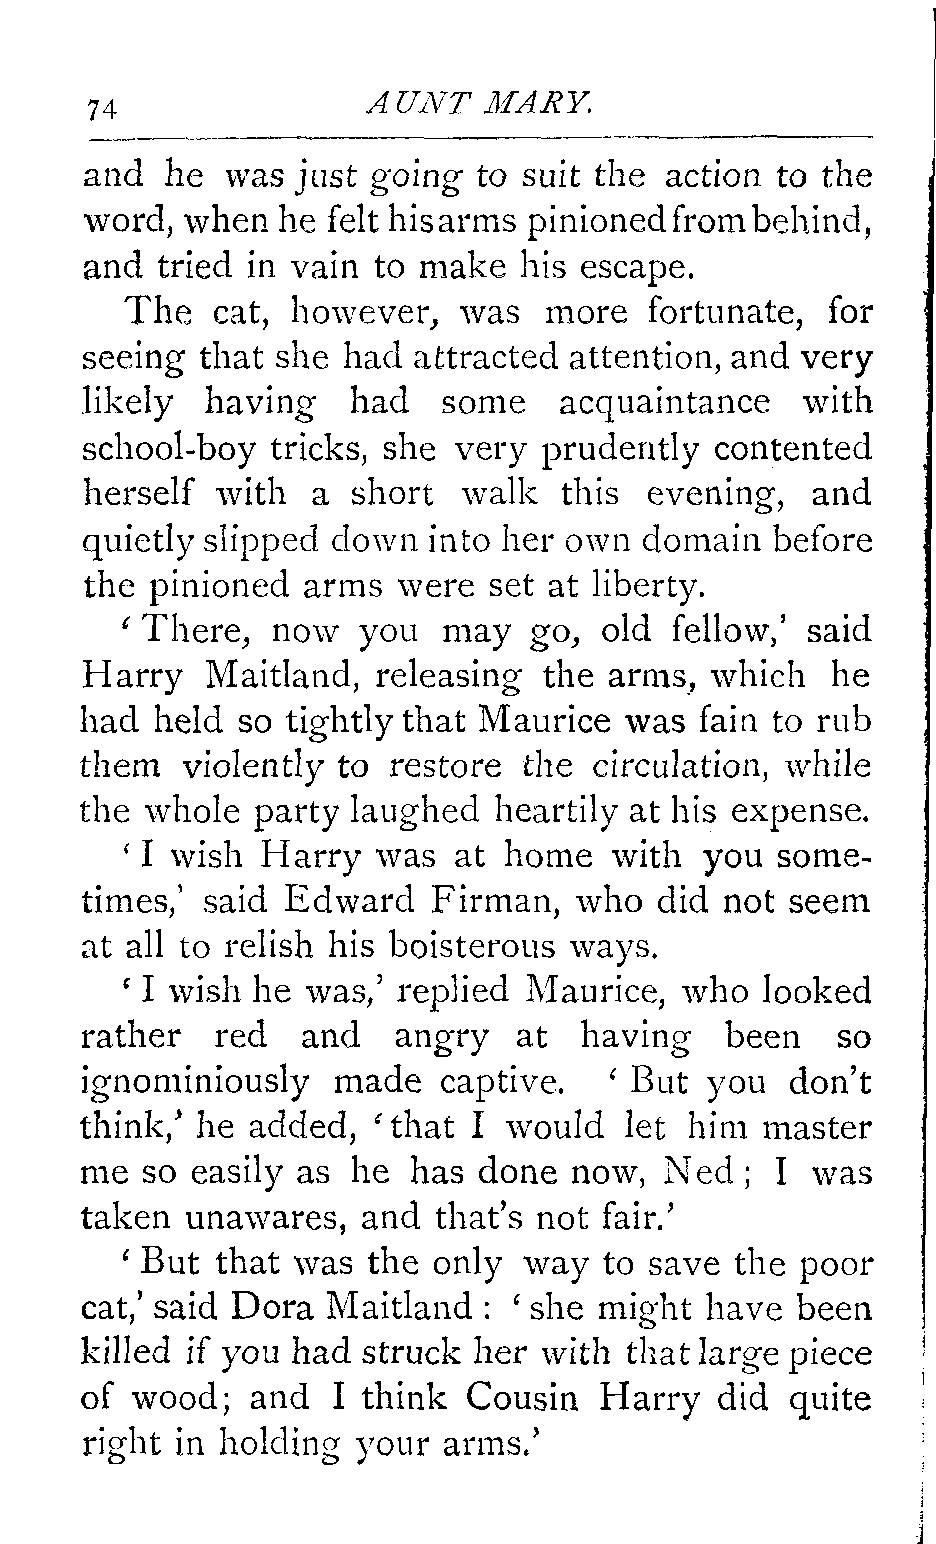 74 AUNT MARY.
and he was just going to suit the action to the
word, when he felt his arms pinioned from behind,
and tried in vain to make his escape.
The cat, however, was more fortunate, for
seeing that she had attracted attention, and very
likely having had some acquaintance with
school-boy tricks, she very prudently contented
herself with a short walk this evening, and
quietly slipped down into her own domain before
the pinioned arms were set at liberty.
‘There, now you may go, old fellow,’ said
Harry Maitland, releasing the arms, which he
had held so tightly that Maurice was fain to rub
them violently to restore the circulation, while
the whole party laughed heartily at his expense.
‘I wish Harry was at home with you some-
times,’ said Edward Firman, who did not seem
at all to relish his boisterous ways.
‘I wish he was,’ replied Maurice, who looked
rather red and angry at having been so
ignominiously made captive. ‘But you don’t
think,’ he added, ‘that I would let him master
me so easily as he has done now, Ned; I was
taken unawares, and that’s not fair.’
‘But that was the only way to save the poor
cat,’ said Dora Maitland: ‘she might have been
killed if you had struck her with that large piece
of wood; and I think Cousin Harry did quite
right in holding your arms.’